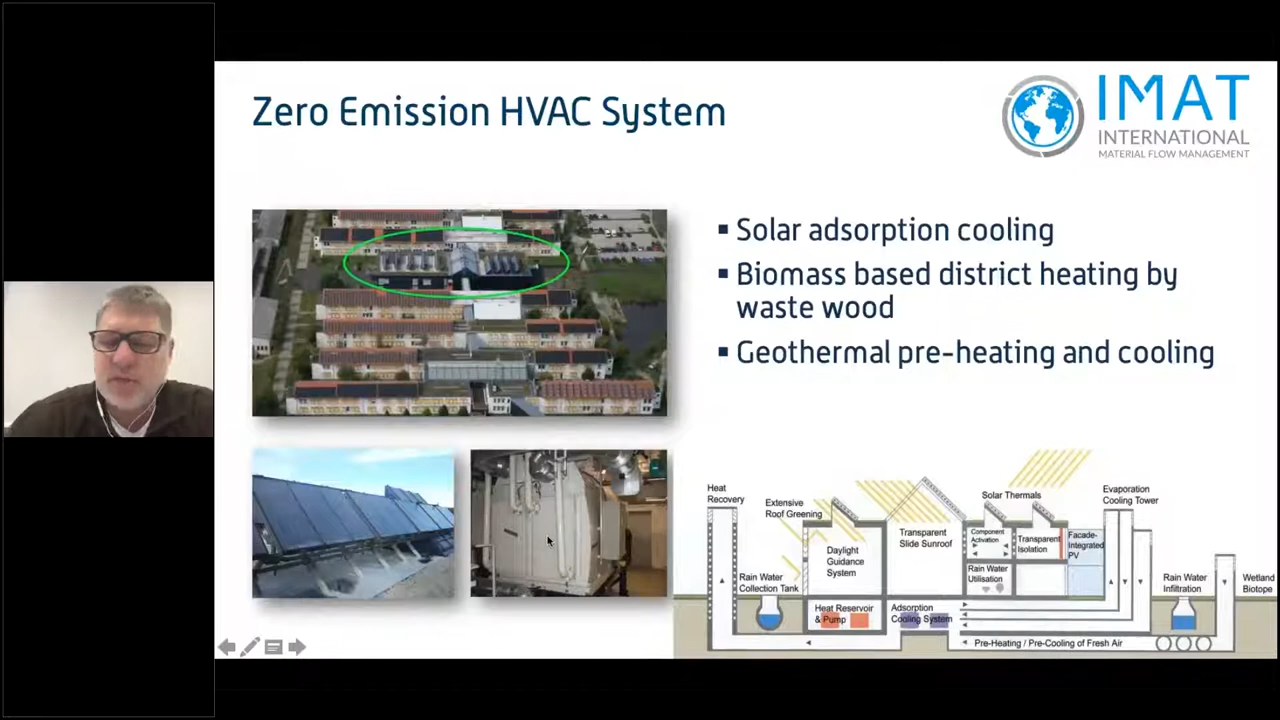 Zero Emission HVAC System
IMAT
INTERNATIONAL
MATERIAL FLOW MANAGEMENT
▪ Solar adsorption cooling
▪ Biomass based district heating by
waste wood
▪ Geothermal pre-heating and cooling
Heat
Recovery
Extensive
Roof Greening
Solar Thermals
Evaporation
Cooling Tower
Transparent
Slide Sunroof
Component
Activation
Transparent
Isolation
Facade-
Integrated
PV
Daylight
Guidance
System
Rain Water
Utilisation
Rain Water
Collection Tank
Rain Water
Infiltration
Wetland
Biotope
Heat Reservoir
& Pump
Adsorption
Cooling System
Pre-Heating / Pre-Cooling of Fresh Air